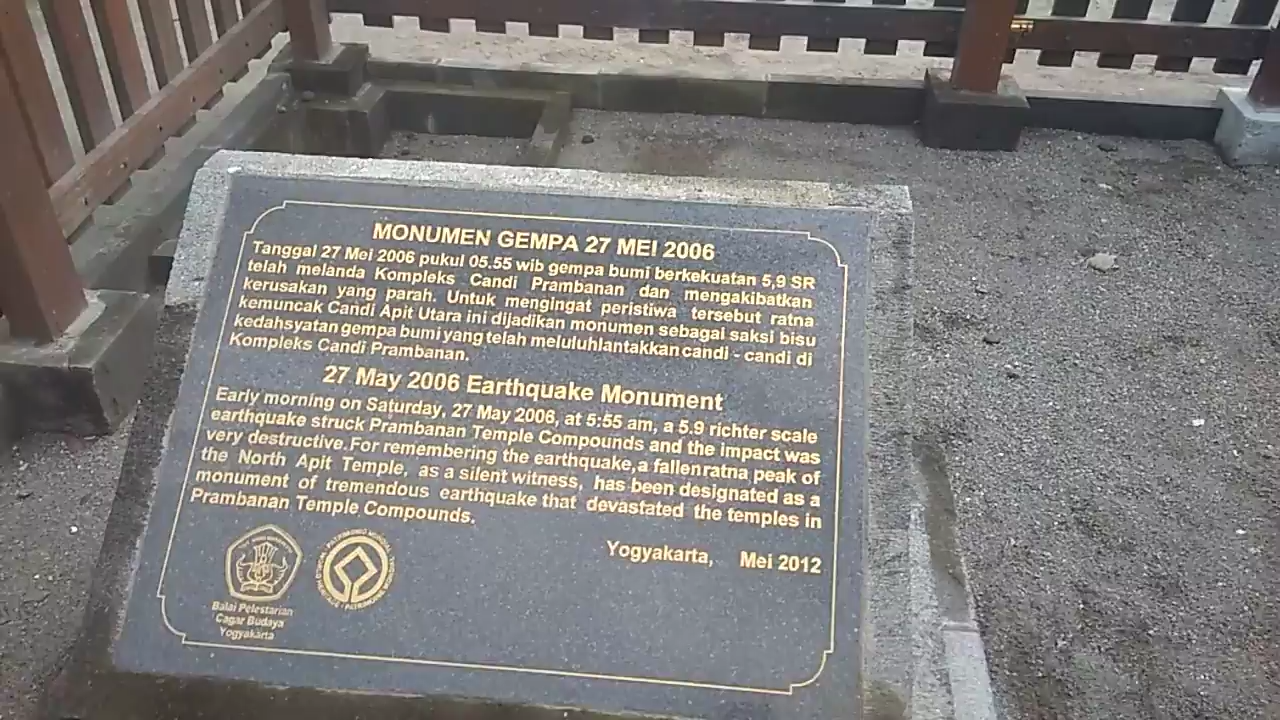 MONUMEN GEMPA 27 MEI 2006
Tanggal 27 Mei 2006 pukul 05.55 wib gempa bumi berkekuatan 5,9 SR
telah melanda Kompleks Candi Prambanan dan mengakibatkan
kerusakan yang parah. Untuk mengingat peristiwa tersebut ratna
kemuncak Candi Apit Utara ini dijadikan monumen sebagai saksi bisu
kedahsyatan gempa bumi yang telah meluluhlantakkan candi - candi di
Kompleks Candi Prambanan.
27 May 2006 Earthquake Monument
Early morning on Saturday, 27 May 2006, at 5:55 am, a 5.9 richter scale
earthquake struck Prambanan Temple Compounds and the impact was
very destructive.For remembering the earthquake,a fallen ratna peak of
the North Apit Temple, as a silent witness, has been designated as a
monument of tremendous earthquake that devastated the temples in
Prambanan Temple Compounds.
Yogyakarta, Mei 2012
Balai Pelestarian
Cagar Budaya
Yogyakarta